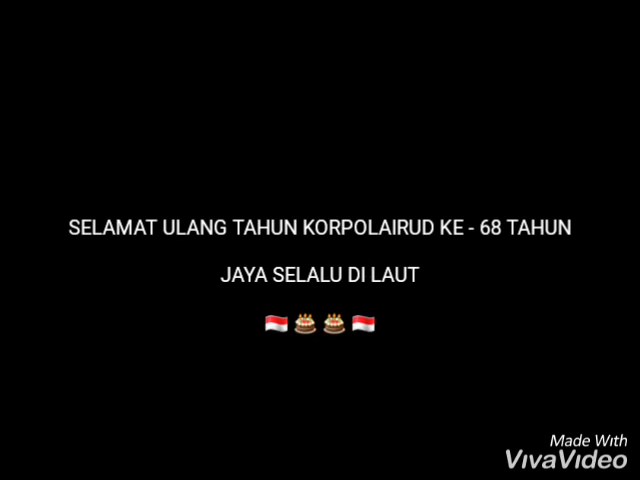 SELAMAT ULANG TAHUN KORPOLAIRUD KE - 68 TAHUN
JAYA SELALU DI LAUT
🇮🇩🎂🎂🇮🇩
Made With
VivaVideo